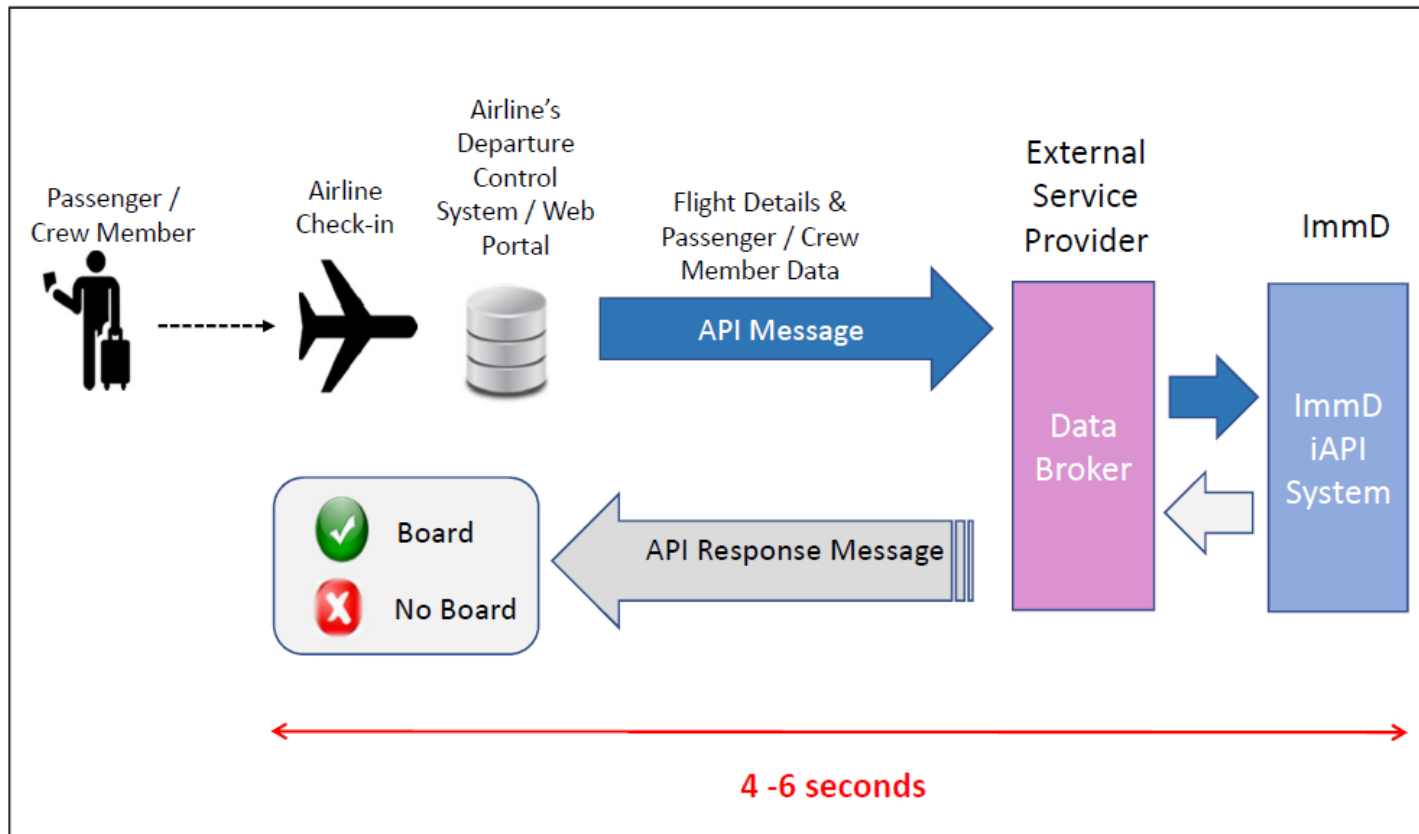 Passenger /
Crew Member
Airline
Check-in
Airline's
Departure
Control
System / Web
Portal
Flight Details &
Passenger / Crew
Member Data
API Message
External
Service
Provider
ImmD
Data
Broker
ImmD
iAPI
System
Board
No Board
API Response Message
4 -6 seconds